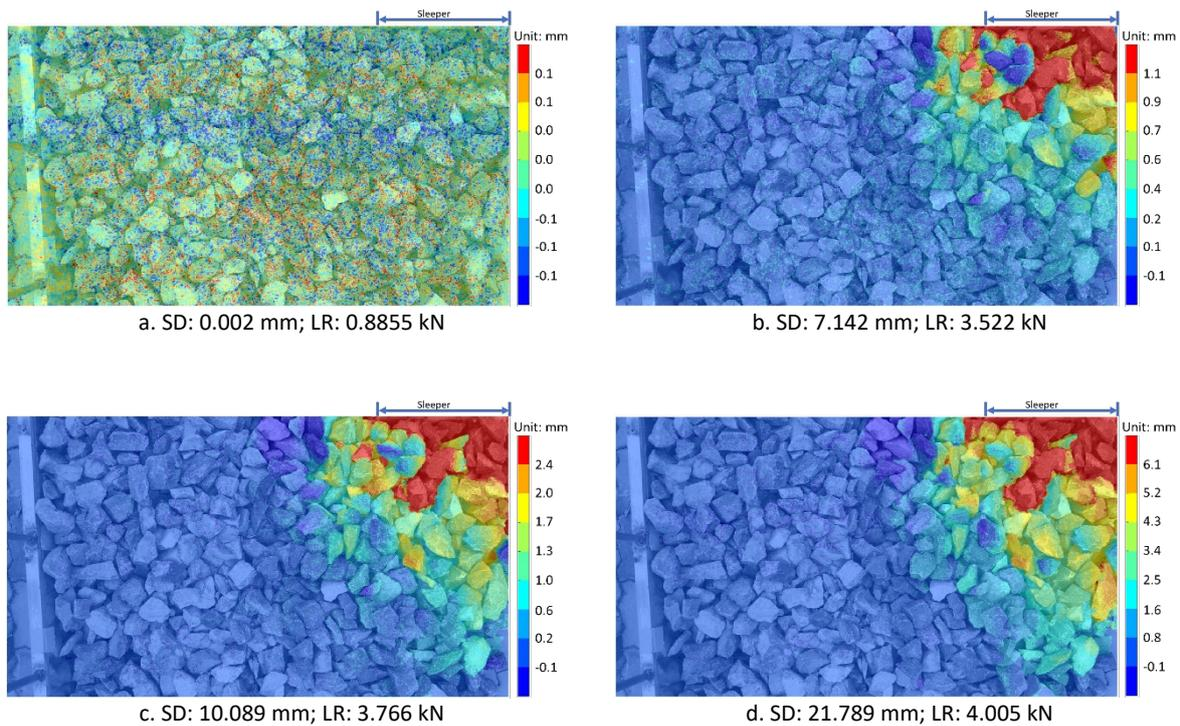 Sleeper
Unit: mm
0.1
0.1
0.0
0.0
0.0
-0.1
-0.1
-0.1
a. SD: 0.002 mm; LR: 0.8855 kN
Sleeper
Unit: mm
1.1
0.9
0.7
0.6
0.4
0.2
0.1
-0.1
b. SD: 7.142 mm; LR: 3.522 kN
Sleeper
Unit: mm
2.4
2.0
1.7
1.3
1.0
0.6
0.2
-0.1
c. SD: 10.089 mm; LR: 3.766 kN
Sleeper
Unit: mm
6.1
5.2
4.3
3.4
2.5
1.6
0.8
-0.1
d. SD: 21.789 mm; LR: 4.005 kN